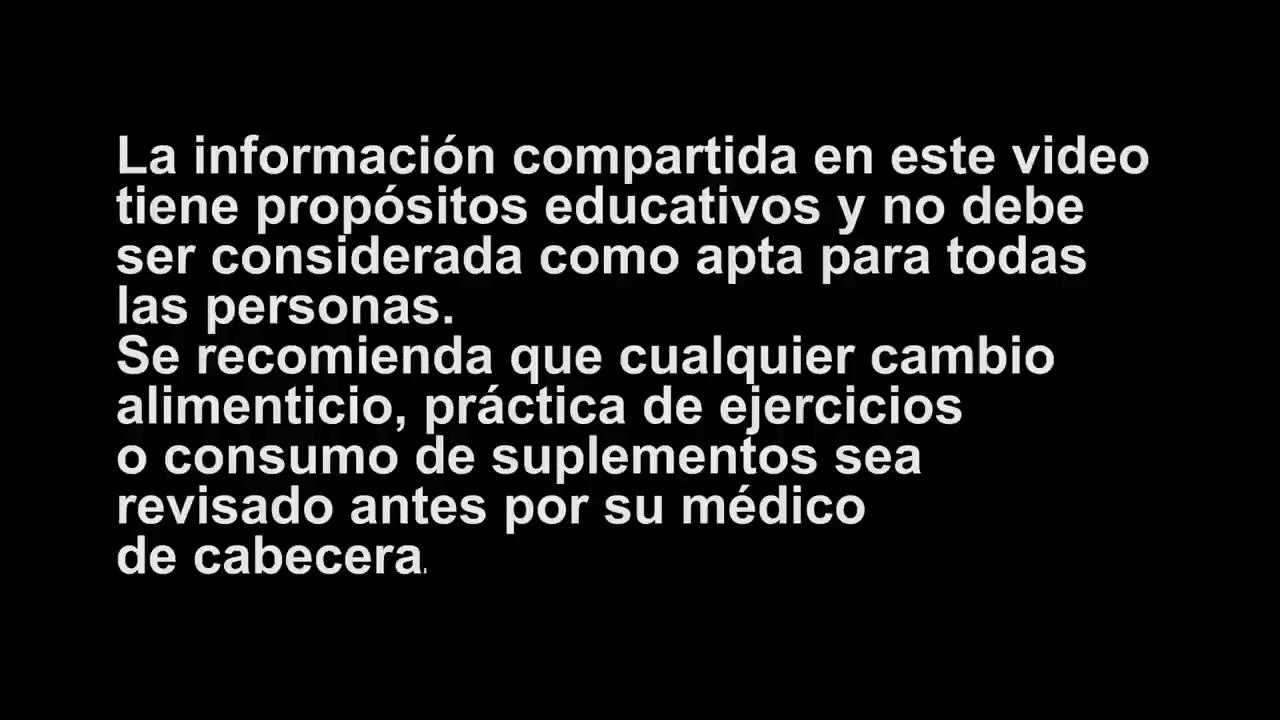 La información compartida en este video
tiene propósitos educativos y no debe
ser considerada como apta para todas
las personas.
Se recomienda que cualquier cambio
alimenticio, práctica de ejercicios
o consumo de suplementos sea
revisado antes por su médico
de cabecera.